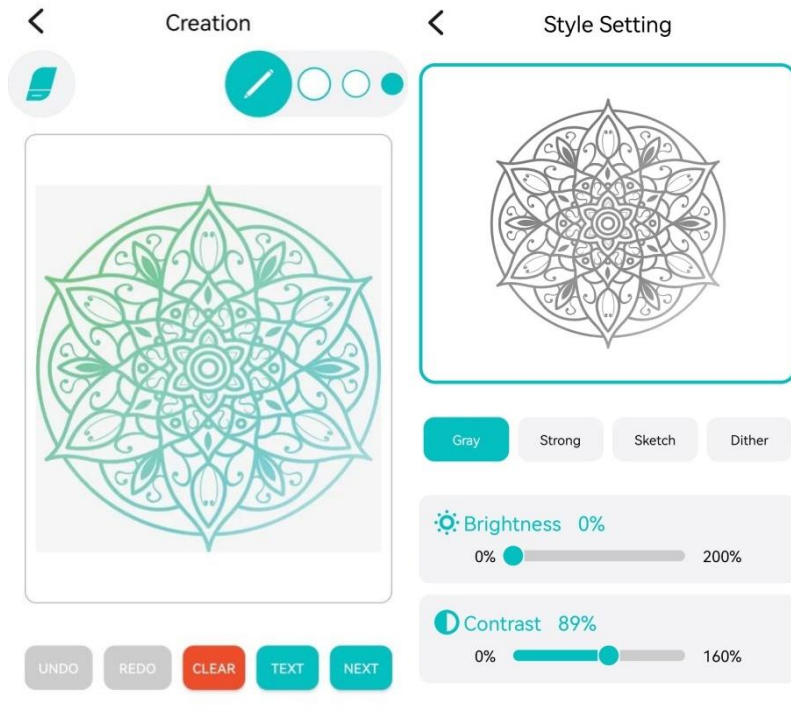 Creation
UNDO
REDO
CLEAR
TEXT
NEXT
Style Setting
Gray
Strong
Sketch
Dither
Brightness 0%
0%
200%
Contrast 89%
0%
160%